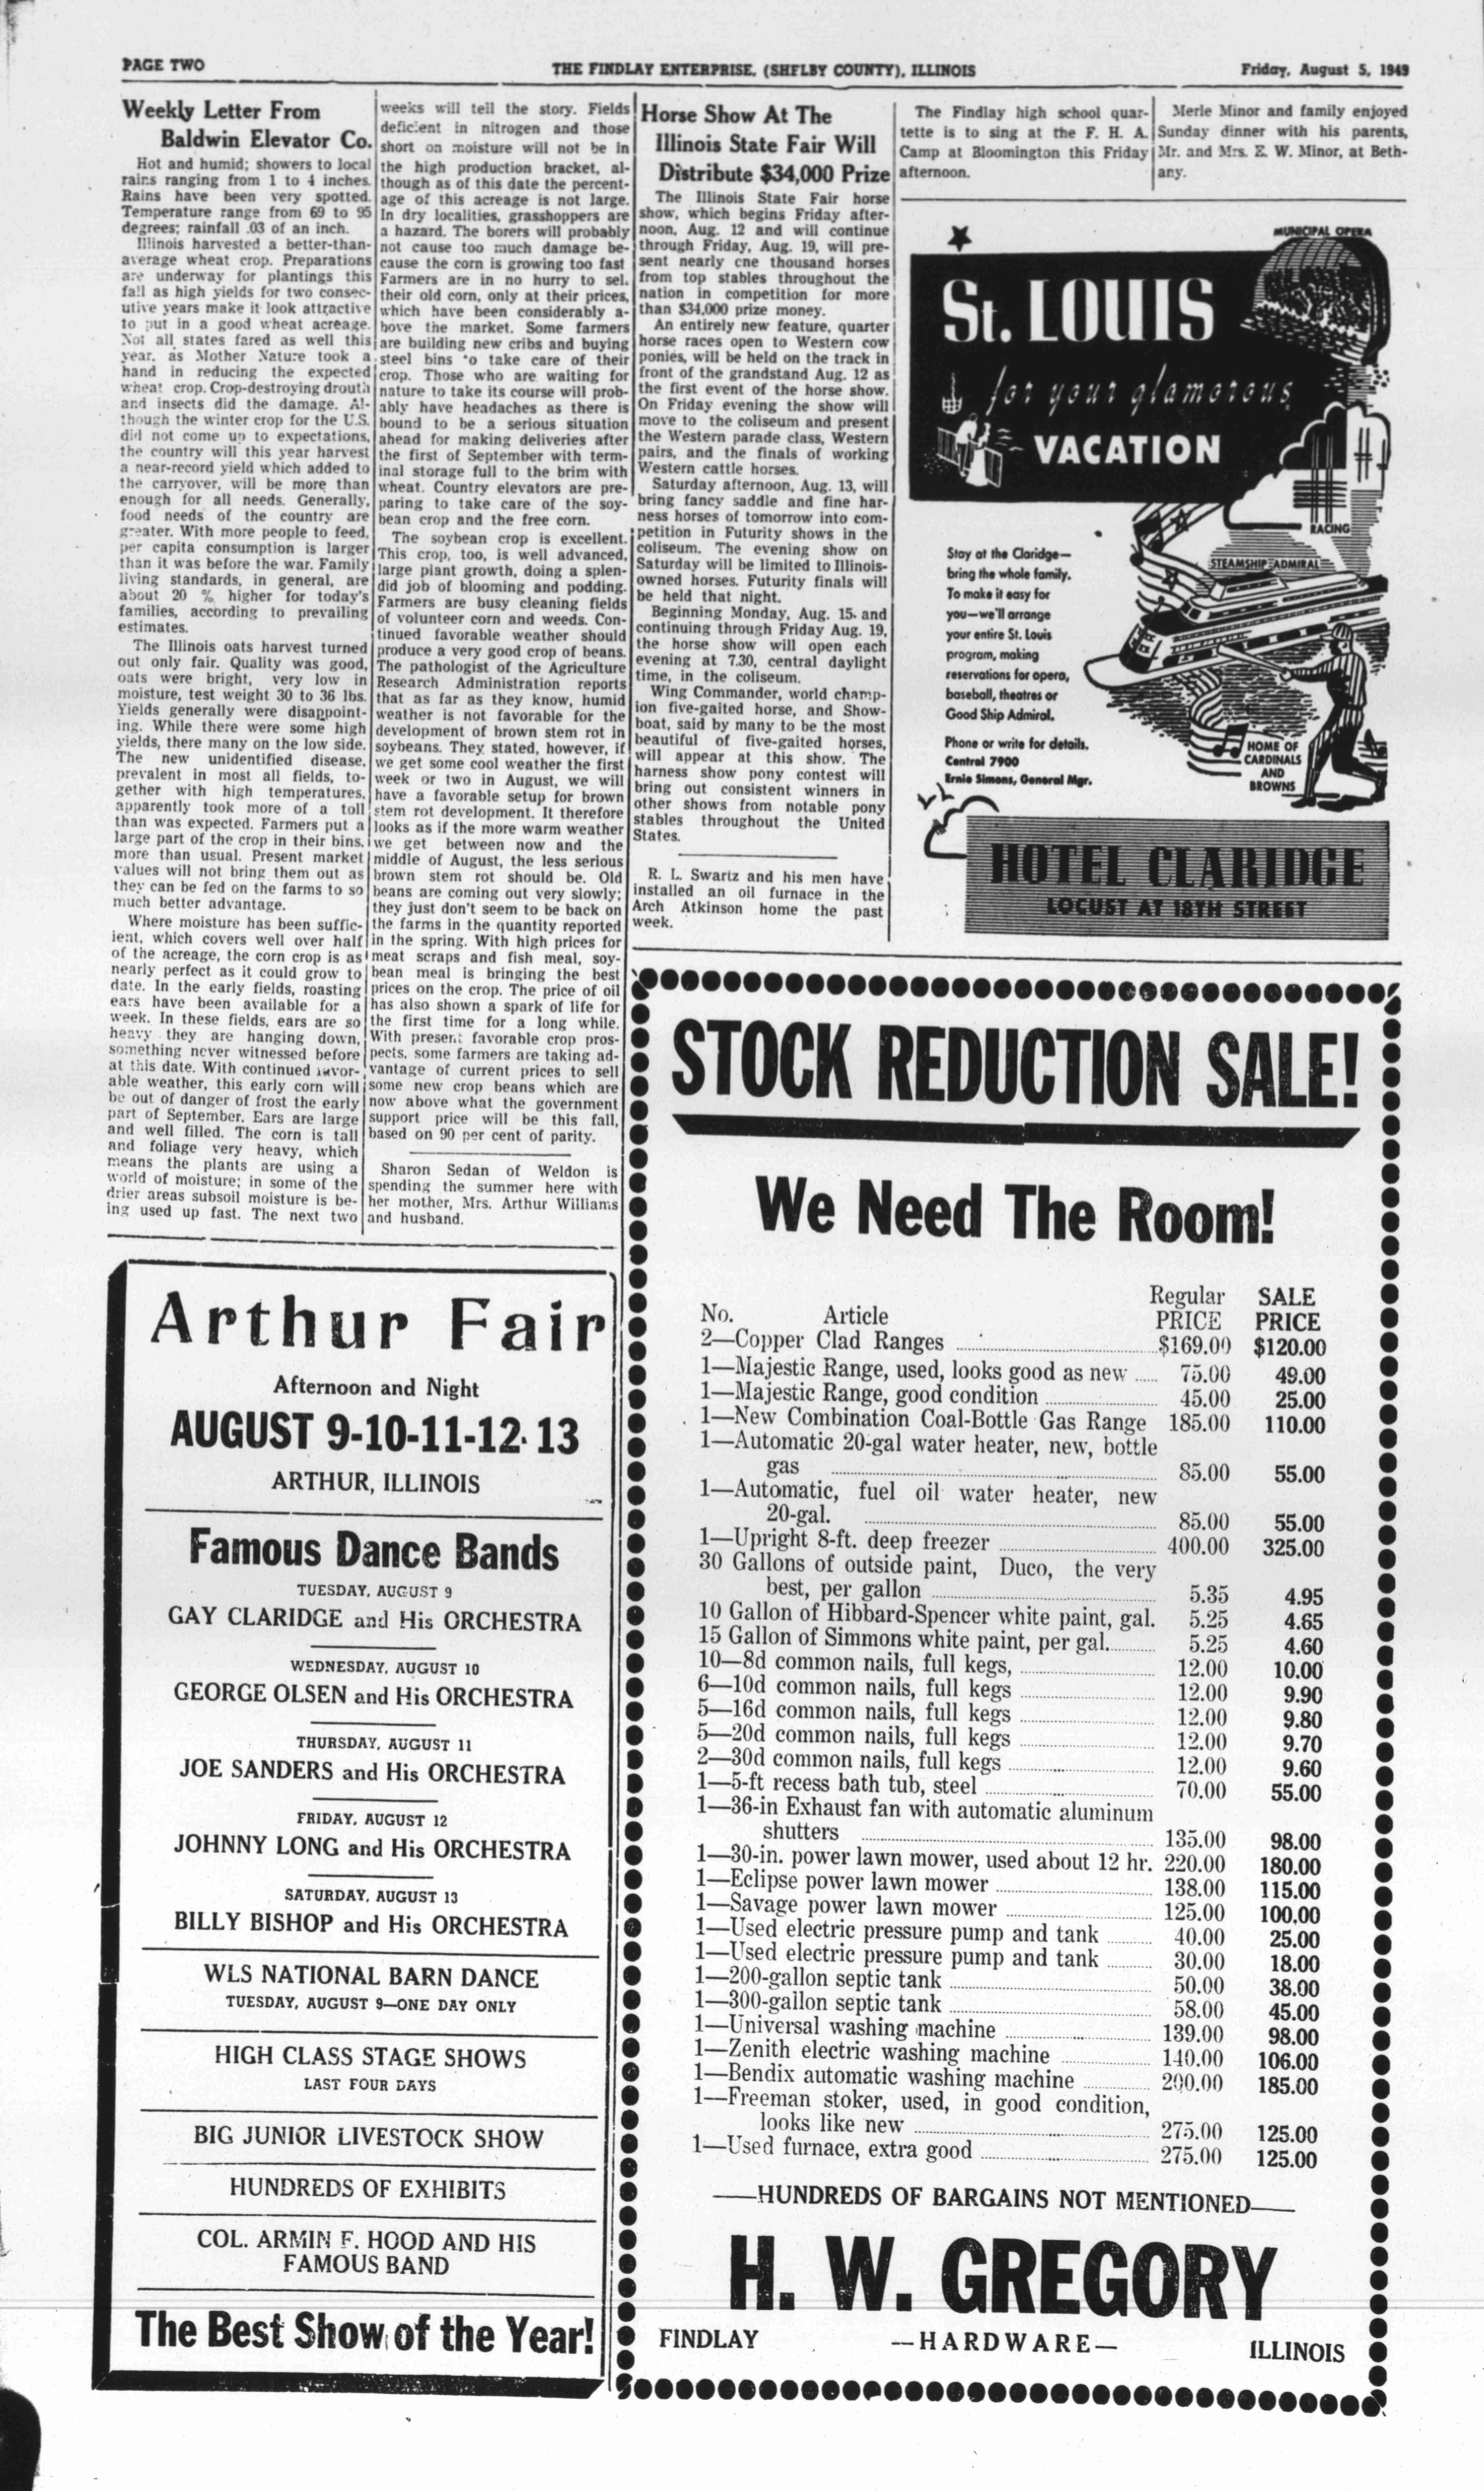 PAGE TWO
THE FINDLAY ENTERPRISE, (SHELBY COUNTY), ILLINOIS
Friday, August 5, 1949
Weekly Letter From
Baldwin Elevator Co.
Hot and humid; showers to local
rains ranging from 1 to 4 inches.
Rains have been very spotted.
Temperature range from 69 to 95
degrees; rainfall .03 of an inch.
Illinois harvested a better-than-
average wheat crop. Preparations
are underway for plantings this
fall as high yields for two consec-
utive years make it look attractive
to put in a good wheat acreage.
Not all states fared as well this
year, as Mother Nature took a
hand in reducing the expected
wheat crop. Crop-destroying drouth
and insects did the damage. Al-
though the winter crop for the U.S.
did not come up to expectations,
the country will this year harvest
a near-record yield which added to
the carryover, will be more than
enough for all needs. Generally,
food needs of the country are
greater. With more people to feed,
per capita consumption is larger
than it was before the war. Family
living standards, in general, are
about 20 % higher for today's
families, according to prevailing
estimates.
The Illinois oats harvest turned
out only fair. Quality was good,
oats were bright, very low in
moisture, test weight 30 to 36 lbs.
Yields generally were disappoint-
ing. While there were some high
yields, there many on the low side.
The new unidentified disease,
prevalent in most all fields, to-
gether with high temperatures,
apparently took more of a toll
than was expected. Farmers put a
large part of the crop in their bins,
more than usual. Present market
values will not bring them out as
they can be fed on the farms to so
much better advantage.
Where moisture has been suffic-
ient, which covers well over half
of the acreage, the corn crop is as
nearly perfect as it could grow to
date. In the early fields, roasting
ears have been available for a
week. In these fields, ears are so
heavy they are hanging down,
something never witnessed before
at this date. With continued favor-
able weather, this early corn will
be out of danger of frost the early
part of September. Ears are large
and well filled. The corn is tall
and foliage very heavy, which
means the plants are using a
world of moisture; in some of the
drier areas subsoil moisture is be-
ing used up fast. The next two
weeks will tell the story. Fields
deficient in nitrogen and those
short on moisture will not be in
the high production bracket, al-
though as of this date the percent-
age of this acreage is not large.
In dry localities, grasshoppers are
a hazard. The borers will probably
not cause too much damage be-
cause the corn is growing too fast
Farmers are in no hurry to sel.
their old corn, only at their prices,
which have been considerably a-
bove the market. Some farmers
are building new cribs and buying
steel bins 'o take care of their
crop. Those who are waiting for
nature to take its course will prob-
ably have headaches as there is
bound to be a serious situation
ahead for making deliveries after
the first of September with term-
inal storage full to the brim with
wheat. Country elevators are pre-
paring to take care of the soy-
bean crop and the free corn.
The soybean crop is excellent.
This crop, too, is well advanced,
large plant growth, doing a splen-
did job of blooming and podding.
Farmers are busy cleaning fields
of volunteer corn and weeds. Con-
tinued favorable weather should
produce a very good crop of beans.
The pathologist of the Agriculture
Research Administration reports
that as far as they know, humid
weather is not favorable for the
development of brown stem rot in
soybeans. They stated, however, if
we get some cool weather the first
week or two in August, we will
have a favorable setup for brown
stem rot development. It therefore
looks as if the more warm weather
we get between now and the
middle of August, the less serious
brown stem rot should be. Old
beans are coming out very slowly;
they just don't seem to be back on
the farms in the quantity reported
in the spring. With high prices for
meat scraps and fish meal, soy-
bean meal is bringing the best
prices on the crop. The price of oil
has also shown a spark of life for
the first time for a long while.
With present favorable crop pros-
pects, some farmers are taking ad-
vantage of current prices to sell
some new crop beans which are
now above what the government
support price will be this fall,
based on 90 per cent of parity.
Sharon Sedan of Weldon is
spending the summer here with
her mother, Mrs. Arthur Williams
and husband.
Horse Show At The
Illinois State Fair Will
Distribute $34,000 Prize
The Illinois State Fair horse
show, which begins Friday after-
noon, Aug. 12 and will continue
through Friday, Aug. 19, will pre-
sent nearly one thousand horses
from top stables throughout the
nation in competition for more
than $34,000 prize money.
An entirely new feature, quarter
horse races open to Western cow
ponies, will be held on the track in
front of the grandstand Aug. 12 as
the first event of the horse show.
On Friday evening the show will
move to the coliseum and present
the Western parade class, Western
pairs, and the finals of working
Western cattle horses.
Saturday afternoon, Aug. 13, will
bring fancy saddle and fine har-
ness horses of tomorrow into com-
petition in Futurity shows in the
coliseum. The evening show on
Saturday will be limited to Illinois-
owned horses. Futurity finals will
be held that night.
Beginning Monday, Aug. 15, and
continuing through Friday Aug. 19,
the horse show will open each
evening at 7:30, central daylight
time, in the coliseum.
Wing Commander, world champ-
ion five-gaited horse, and Show-
boat, said by many to be the most
beautiful of five-gaited horses,
will appear at this show. The
harness show pony contest will
bring out consistent winners in
other shows from notable pony
stables throughout the United
States.
R. L. Swartz and his men have
installed an oil furnace in the
Arch Atkinson home the past
week.
The Findlay high school quar-
tette is to sing at the F. H. A.
Camp at Bloomington this Friday
afternoon.
Merle Minor and family enjoyed
Sunday dinner with his parents,
Mr. and Mrs. E. W. Minor, at Beth-
any.
MUNICIPAL OPERA
St. LOUIS
for your glamorous
VACATION
RACING
STEAMSHIP ADMIRAL
Stay at the Claridge—
bring the whole family.
To make it easy for
you—we'll arrange
your entire St. Louis
program, making
reservations for opera,
baseball, theatres or
Good Ship Admiral.
Phone or write for details.
Central 7900
Ernie Simons, General Mgr.
HOME OF
CARDINALS
AND
BROWNS
HOTEL CLARIDGE
LOCUST AT 18TH STREET
Arthur Fair
Afternoon and Night
AUGUST 9-10-11-12-13
ARTHUR, ILLINOIS
Famous Dance Bands
TUESDAY, AUGUST 9
GAY CLARIDGE and His ORCHESTRA
WEDNESDAY, AUGUST 10
GEORGE OLSEN and His ORCHESTRA
THURSDAY, AUGUST 11
JOE SANDERS and His ORCHESTRA
FRIDAY, AUGUST 12
JOHNNY LONG and His ORCHESTRA
SATURDAY, AUGUST 13
BILLY BISHOP and His ORCHESTRA
WLS NATIONAL BARN DANCE
TUESDAY, AUGUST 9—ONE DAY ONLY
HIGH CLASS STAGE SHOWS
LAST FOUR DAYS
BIG JUNIOR LIVESTOCK SHOW
HUNDREDS OF EXHIBITS
COL. ARMIN F. HOOD AND HIS
FAMOUS BAND
The Best Show of the Year!
STOCK REDUCTION SALE!
We Need The Room!
Regular SALE
No. Article PRICE PRICE
2—Copper Clad Ranges $169.00 $120.00
1—Majestic Range, used, looks good as new 75.00 49.00
1—Majestic Range, good condition 45.00 25.00
1—New Combination Coal-Bottle Gas Range 185.00 110.00
1—Automatic 20-gal water heater, new, bottle
gas 85.00 55.00
1—Automatic, fuel oil water heater, new
20-gal. 85.00 55.00
1—Upright 8-ft. deep freezer 400.00 325.00
30 Gallons of outside paint, Duco, the very
best, per gallon 5.35 4.95
10 Gallon of Hibbard-Spencer white paint, gal. 5.25 4.65
15 Gallon of Simmons white paint, per gal. 5.25 4.60
10—8d common nails, full kegs, 12.00 10.00
6—10d common nails, full kegs 12.00 9.90
5—16d common nails, full kegs 12.00 9.80
5—20d common nails, full kegs 12.00 9.70
2—30d common nails, full kegs 12.00 9.60
1—5-ft recess bath tub, steel 70.00 55.00
1—36-in Exhaust fan with automatic aluminum
shutters 135.00 98.00
1—30-in. power lawn mower, used about 12 hr. 220.00 180.00
1—Eclipse power lawn mower 138.00 115.00
1—Savage power lawn mower 125.00 100.00
1—Used electric pressure pump and tank 40.00 25.00
1—Used electric pressure pump and tank 30.00 18.00
1—200-gallon septic tank 50.00 38.00
1—300-gallon septic tank 58.00 45.00
1—Universal washing machine 139.00 98.00
1—Zenith electric washing machine 140.00 106.00
1—Bendix automatic washing machine 200.00 185.00
1—Freeman stoker, used, in good condition,
looks like new 275.00 125.00
1—Used furnace, extra good 275.00 125.00
—HUNDREDS OF BARGAINS NOT MENTIONED—
H. W. GREGORY
FINDLAY —HARDWARE— ILLINOIS